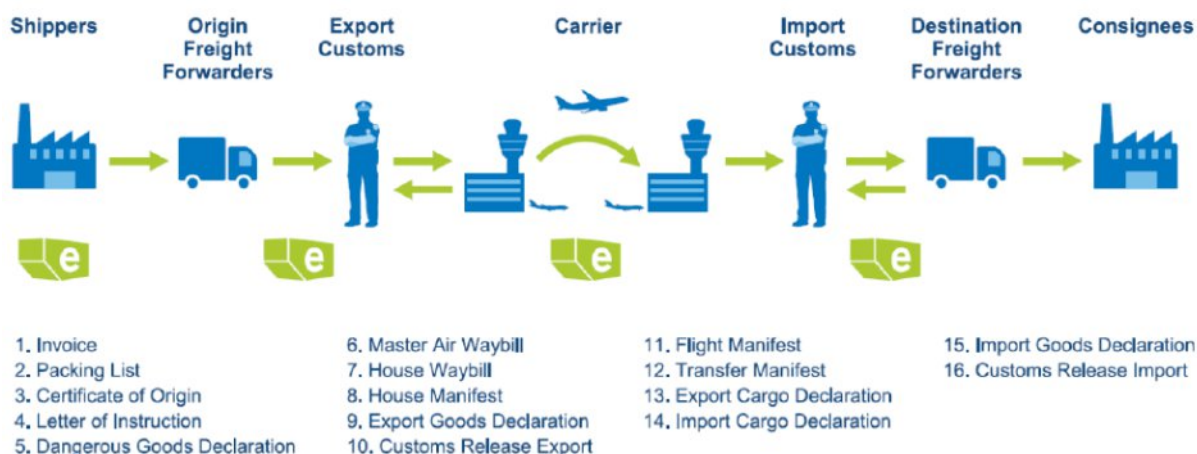 Shippers
Origin
Freight
Forwarders
Export
Customs
Carrier
Import
Customs
Destination
Freight
Forwarders
Consignees
e
e
e
e
1. Invoice
2. Packing List
3. Certificate of Origin
4. Letter of Instruction
5. Dangerous Goods Declaration
6. Master Air Waybill
7. House Waybill
8. House Manifest
9. Export Goods Declaration
10. Customs Release Export
11. Flight Manifest
12. Transfer Manifest
13. Export Cargo Declaration
14. Import Cargo Declaration
15. Import Goods Declaration
16. Customs Release Import